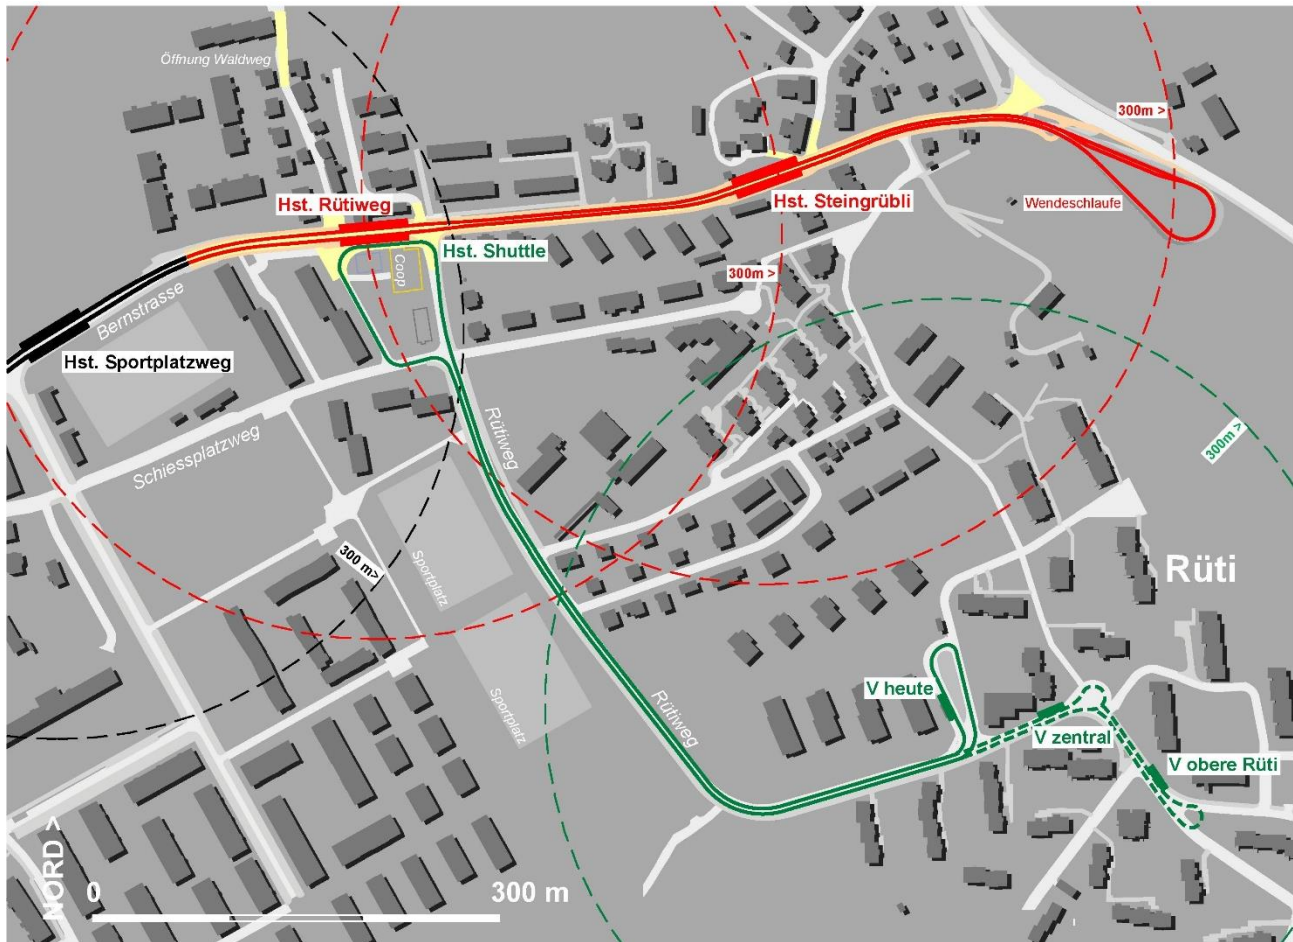 Öffnung Waldweg
300m >
Hst. Rütiweg
Hst. Steingrübli
Wendeschlaufe
Hst. Shuttle
Coop
300m >
Bernstrasse
Hst. Sportplatzweg
Rütiweg
Schiessplatzweg
300m >
300 m>
Sportplatz
Rüti
Sportplatz
Rütiweg
V heute
V zentral
V obere Rüti
NORD >
0
300 m